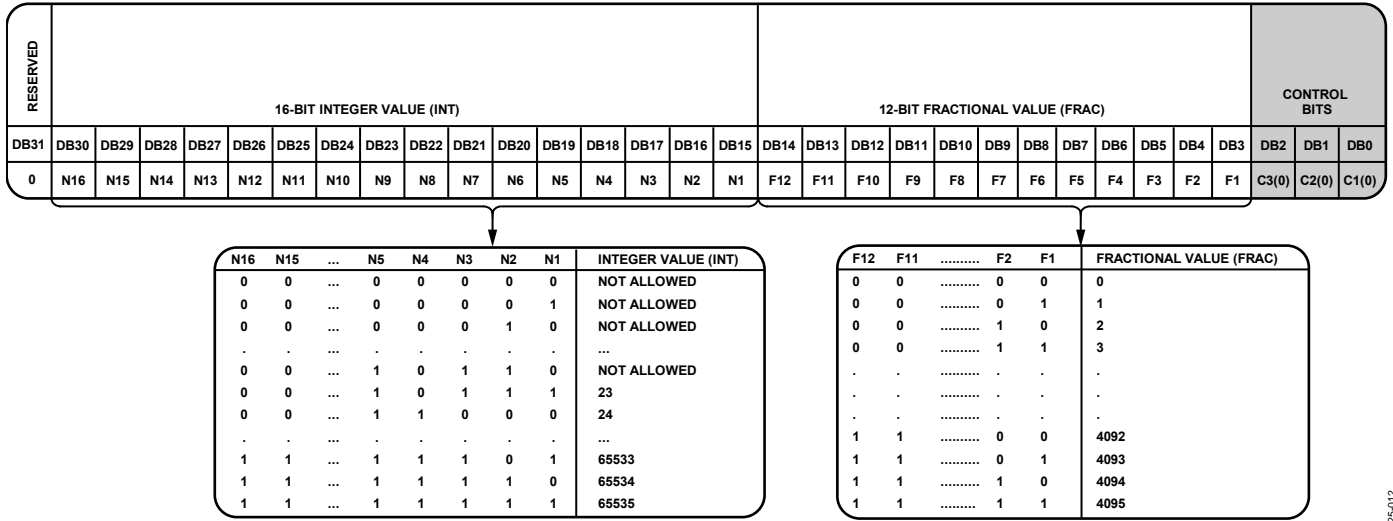 RESERVED
16-BIT INTEGER VALUE (INT)
12-BIT FRACTIONAL VALUE (FRAC)
CONTROL
BITS
DB31 DB30 DB29 DB28 DB27 DB26 DB25 DB24 DB23 DB22 DB21 DB20 DB19 DB18 DB17 DB16 DB15 DB14 DB13 DB12 DB11 DB10 DB9 DB8 DB7 DB6 DB5 DB4 DB3 DB2 DB1 DB0
0 N16 N15 N14 N13 N12 N11 N10 N9 N8 N7 N6 N5 N4 N3 N2 N1 F12 F11 F10 F9 F8 F7 F6 F5 F4 F3 F2 F1 C3(0) C2(0) C1(0)
N16 N15 ... N5 N4 N3 N2 N1 INTEGER VALUE (INT)
0 0 ... 0 0 0 0 0 NOT ALLOWED
0 0 ... 0 0 0 0 1 NOT ALLOWED
0 0 ... 0 0 0 1 0 NOT ALLOWED
. . ... . . . . . ...
0 0 ... 1 0 1 1 0 NOT ALLOWED
0 0 ... 1 0 1 1 1 23
0 0 ... 1 1 0 0 0 24
. . ... . . . . . ...
1 1 ... 1 1 1 0 1 65533
1 1 ... 1 1 1 1 0 65534
1 1 ... 1 1 1 1 1 65535
F12 F11 .......... F2 F1 FRACTIONAL VALUE (FRAC)
0 0 .......... 0 0 0
0 0 .......... 0 1 1
0 0 .......... 1 0 2
0 0 .......... 1 1 3
. . .......... . . .
. . .......... . . .
. . .......... . . .
1 1 .......... 0 0 4092
1 1 .......... 0 1 4093
1 1 .......... 1 0 4094
1 1 ......... 1 1 4095